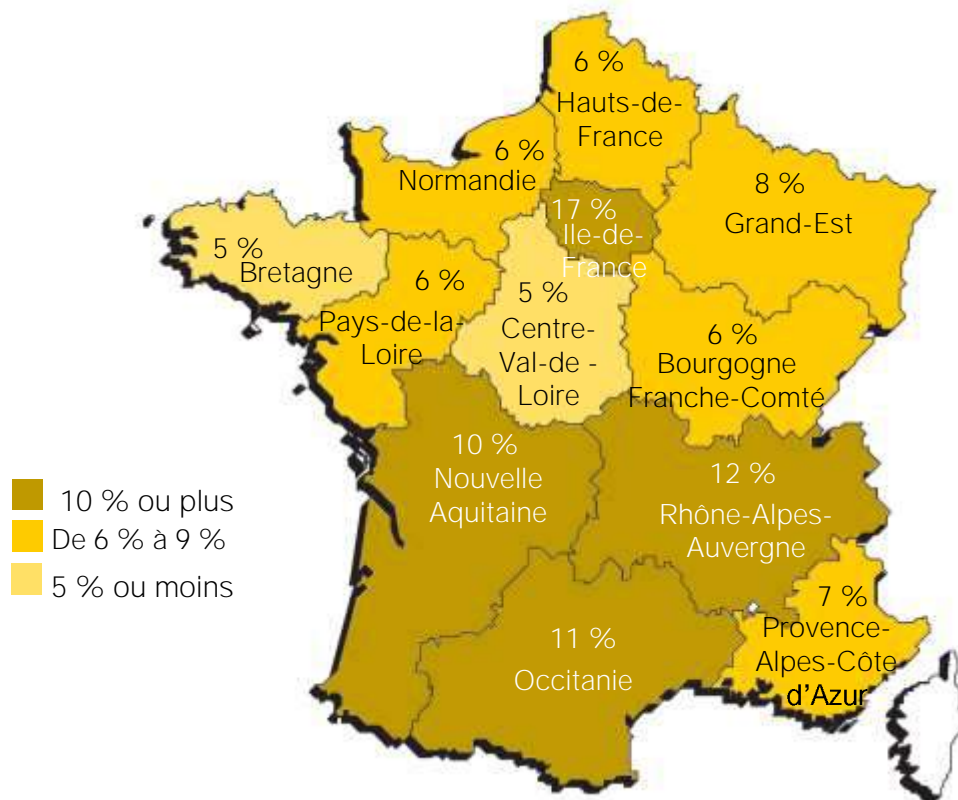 6 %
Hauts-de-
France
6 %
Normandie
17 %
Ile-de-
France
8 %
Grand-Est
5 %
Bretagne
6 %
Pays-de-la-
Loire
5 %
Centre-
Val-de -
Loire
6 %
Bourgogne
Franche-Comté
10 %
Nouvelle
Aquitaine
12 %
Rhône-Alpes-
Auvergne
11 %
Occitanie
7 %
Provence-
Alpes-Côte
d'Azur
10 % ou plus
De 6 % à 9 %
5 % ou moins